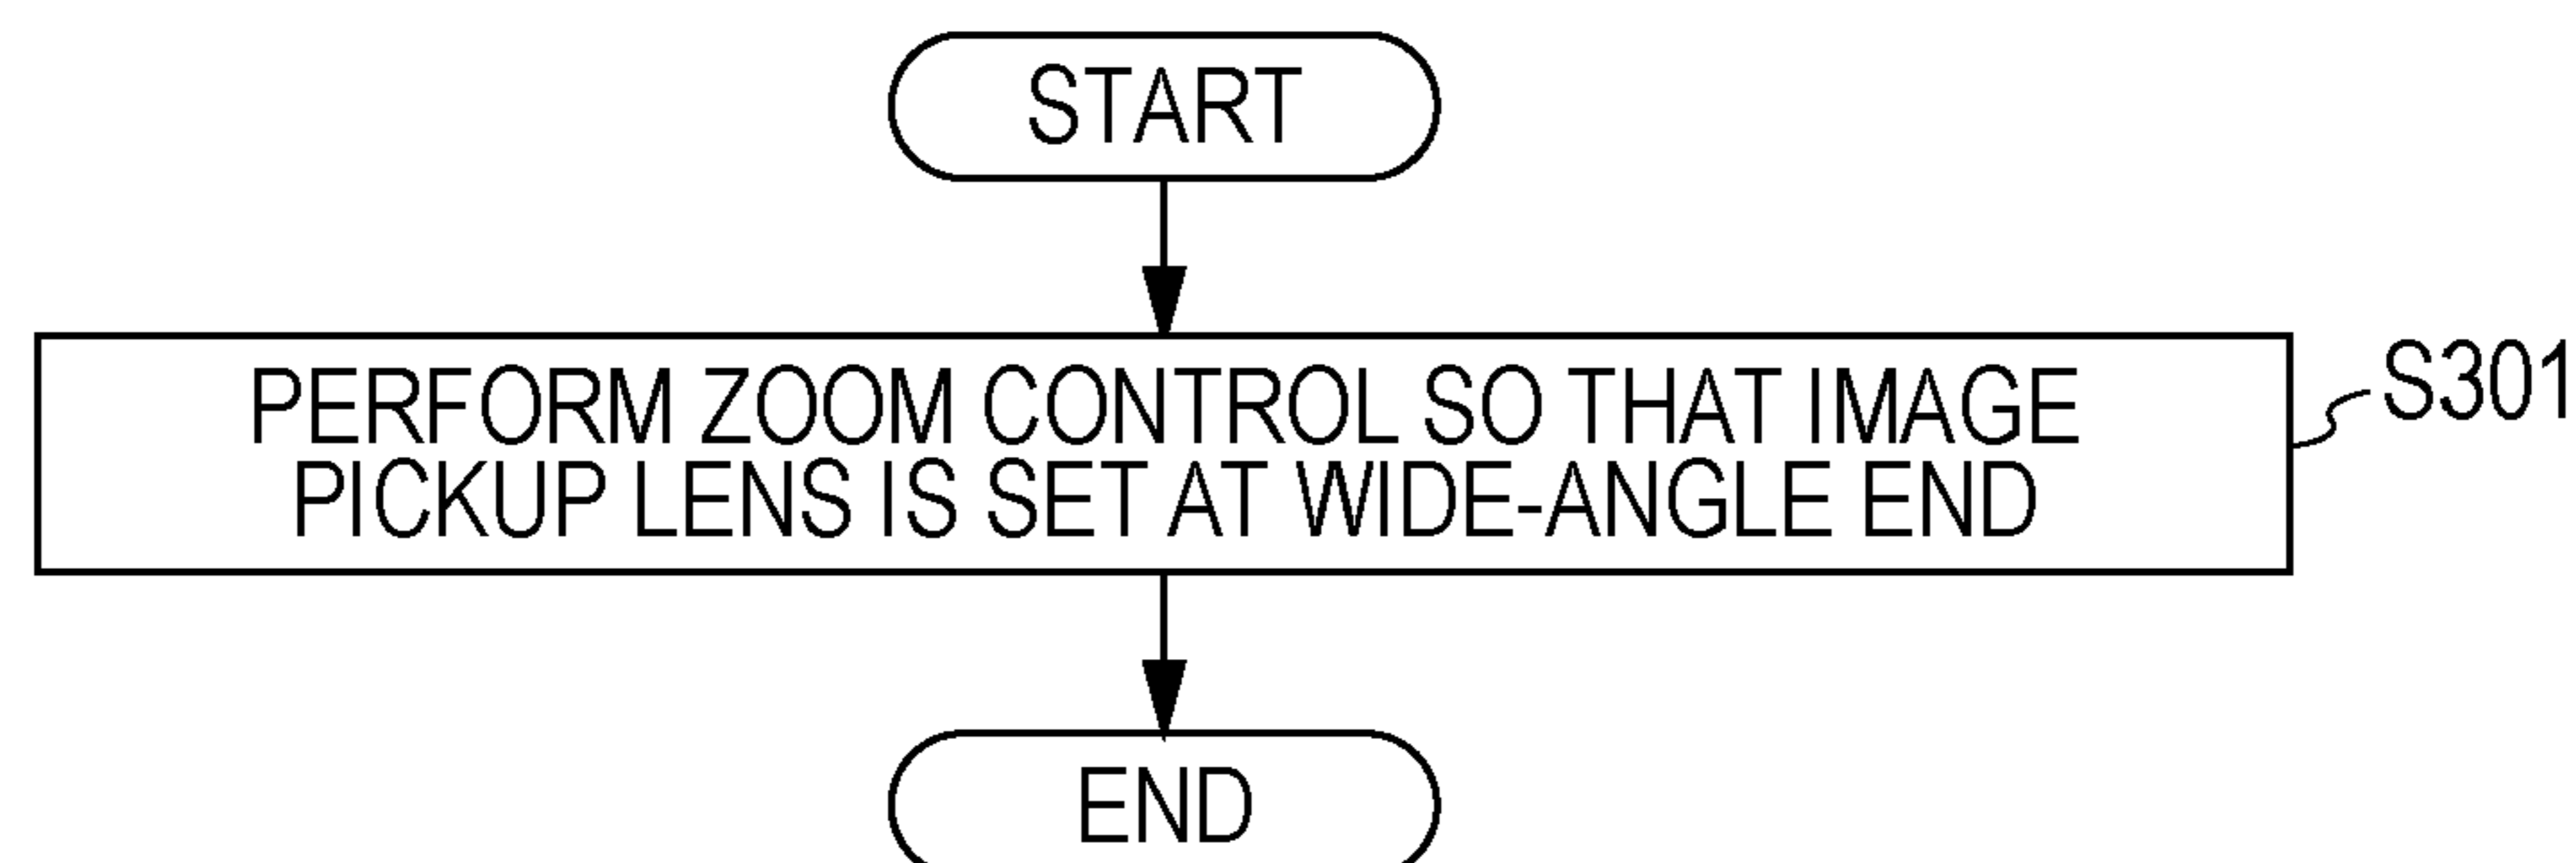 START
PERFORM ZOOM CONTROL SO THAT IMAGE
PICKUP LENS IS SET AT WIDE-ANGLE END
S301
END